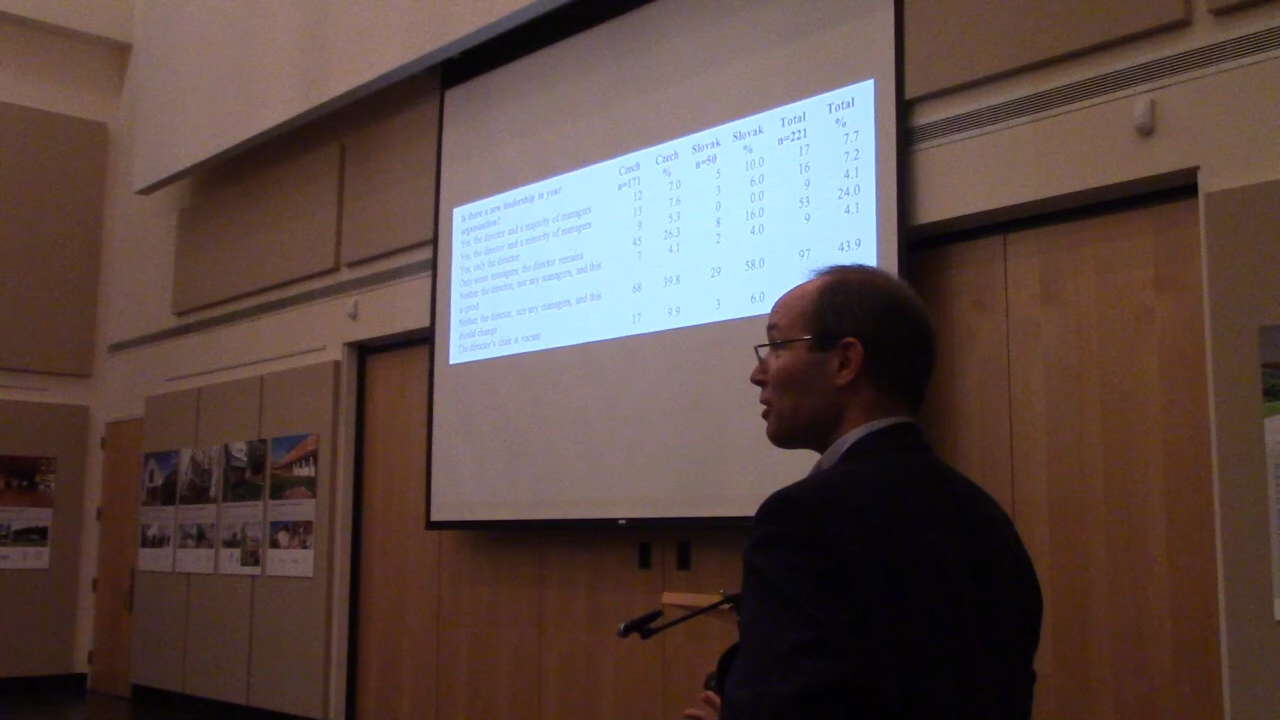 Is there a new leadership in your organization? Czech n=171 Czech % Slovak n=50 Slovak % Total n=221 Total %
Yes, the director and a majority of managers 12 7.0 5 10.0 17 7.7
Yes, the director and a minority of managers 13 7.6 3 6.0 16 7.2
Yes, only the director 9 5.3 0 0.0 9 4.1
Only some managers; the director remains 45 26.3 8 16.0 53 24.0
Neither the director, nor any managers, and this
is good 7 4.1 2 4.0 9 4.1
Neither the director, nor any managers, and this
should change 68 39.8 29 58.0 97 43.9
The director's chair is vacant 17 9.9 3 6.0